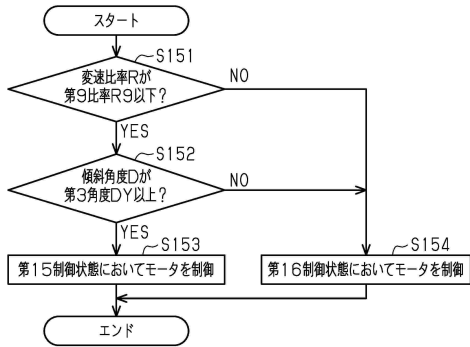 スタート
S151
変速比率Rが
第9比率R9以下?
NO
YES
S152
傾斜角度Dが
第3角度DY以上?
NO
YES
S153
第15制御状態においてモータを制御
S154
第16制御状態においてモータを制御
エンド